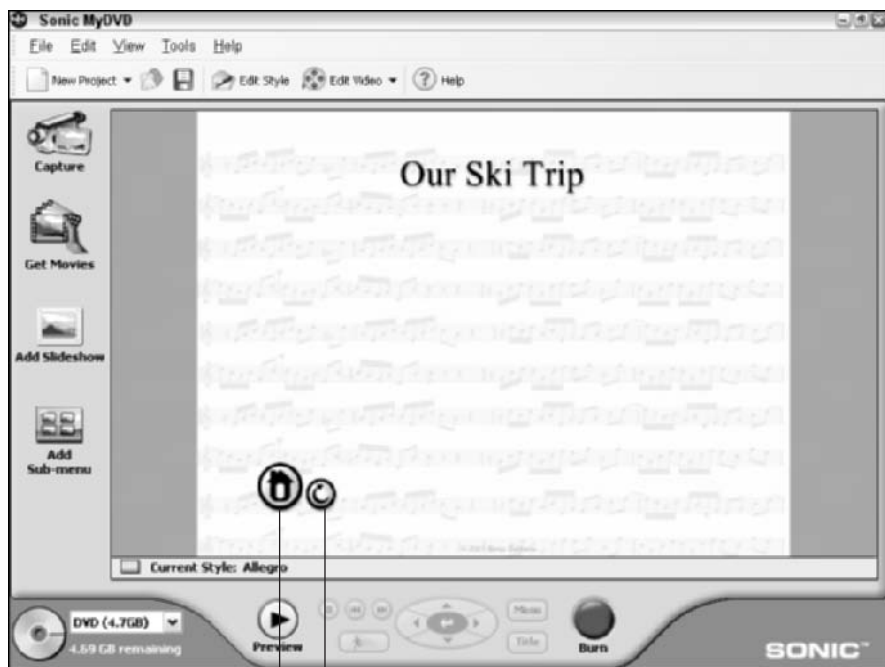 Sonic MyDVD
File Edit View Tools Help
New Project Edit Style Edit Video Help
Capture
Get Movies
Add Slideshow
Add
Sub-menu
Our Ski Trip
Current Style: Allegro
DVD (4.7GB)
4.69 GB remaining
Preview
Menu
Title
Burn
SONIC™